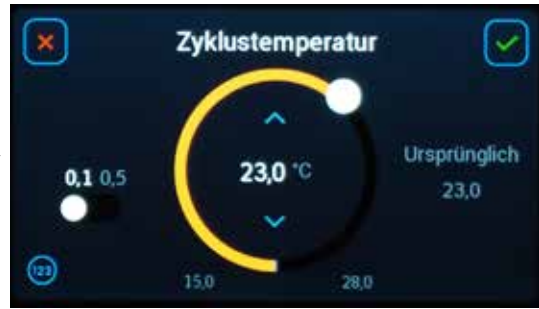 Zyklustemperatur
0,1 0,5
23,0 °C
Ursprünglich
23,0
123
15,0
28,0